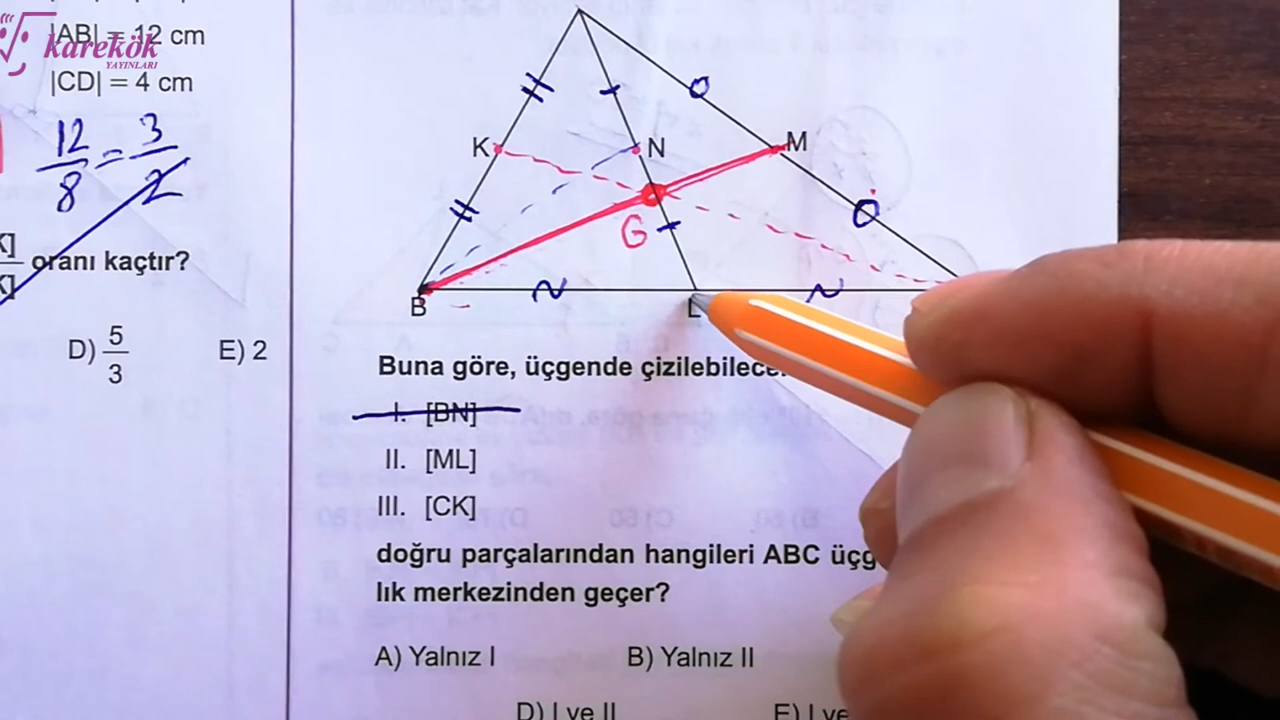 |AB| = 12 cm
karekök
YAYINLARI
|CD| = 4 cm
12/8 = 3/2
K]
K]
oranı kaçtır?
D) 5/3 E) 2
K
N
M
G
B
L
Buna göre, üçgende
I. [BN]
II. [ML]
III. [CK]
doğru parçalarından hangileri ABC
lık merkezinden geçer?
A) Yalnız I B) Yalnız II
D) I ve II E) I ve